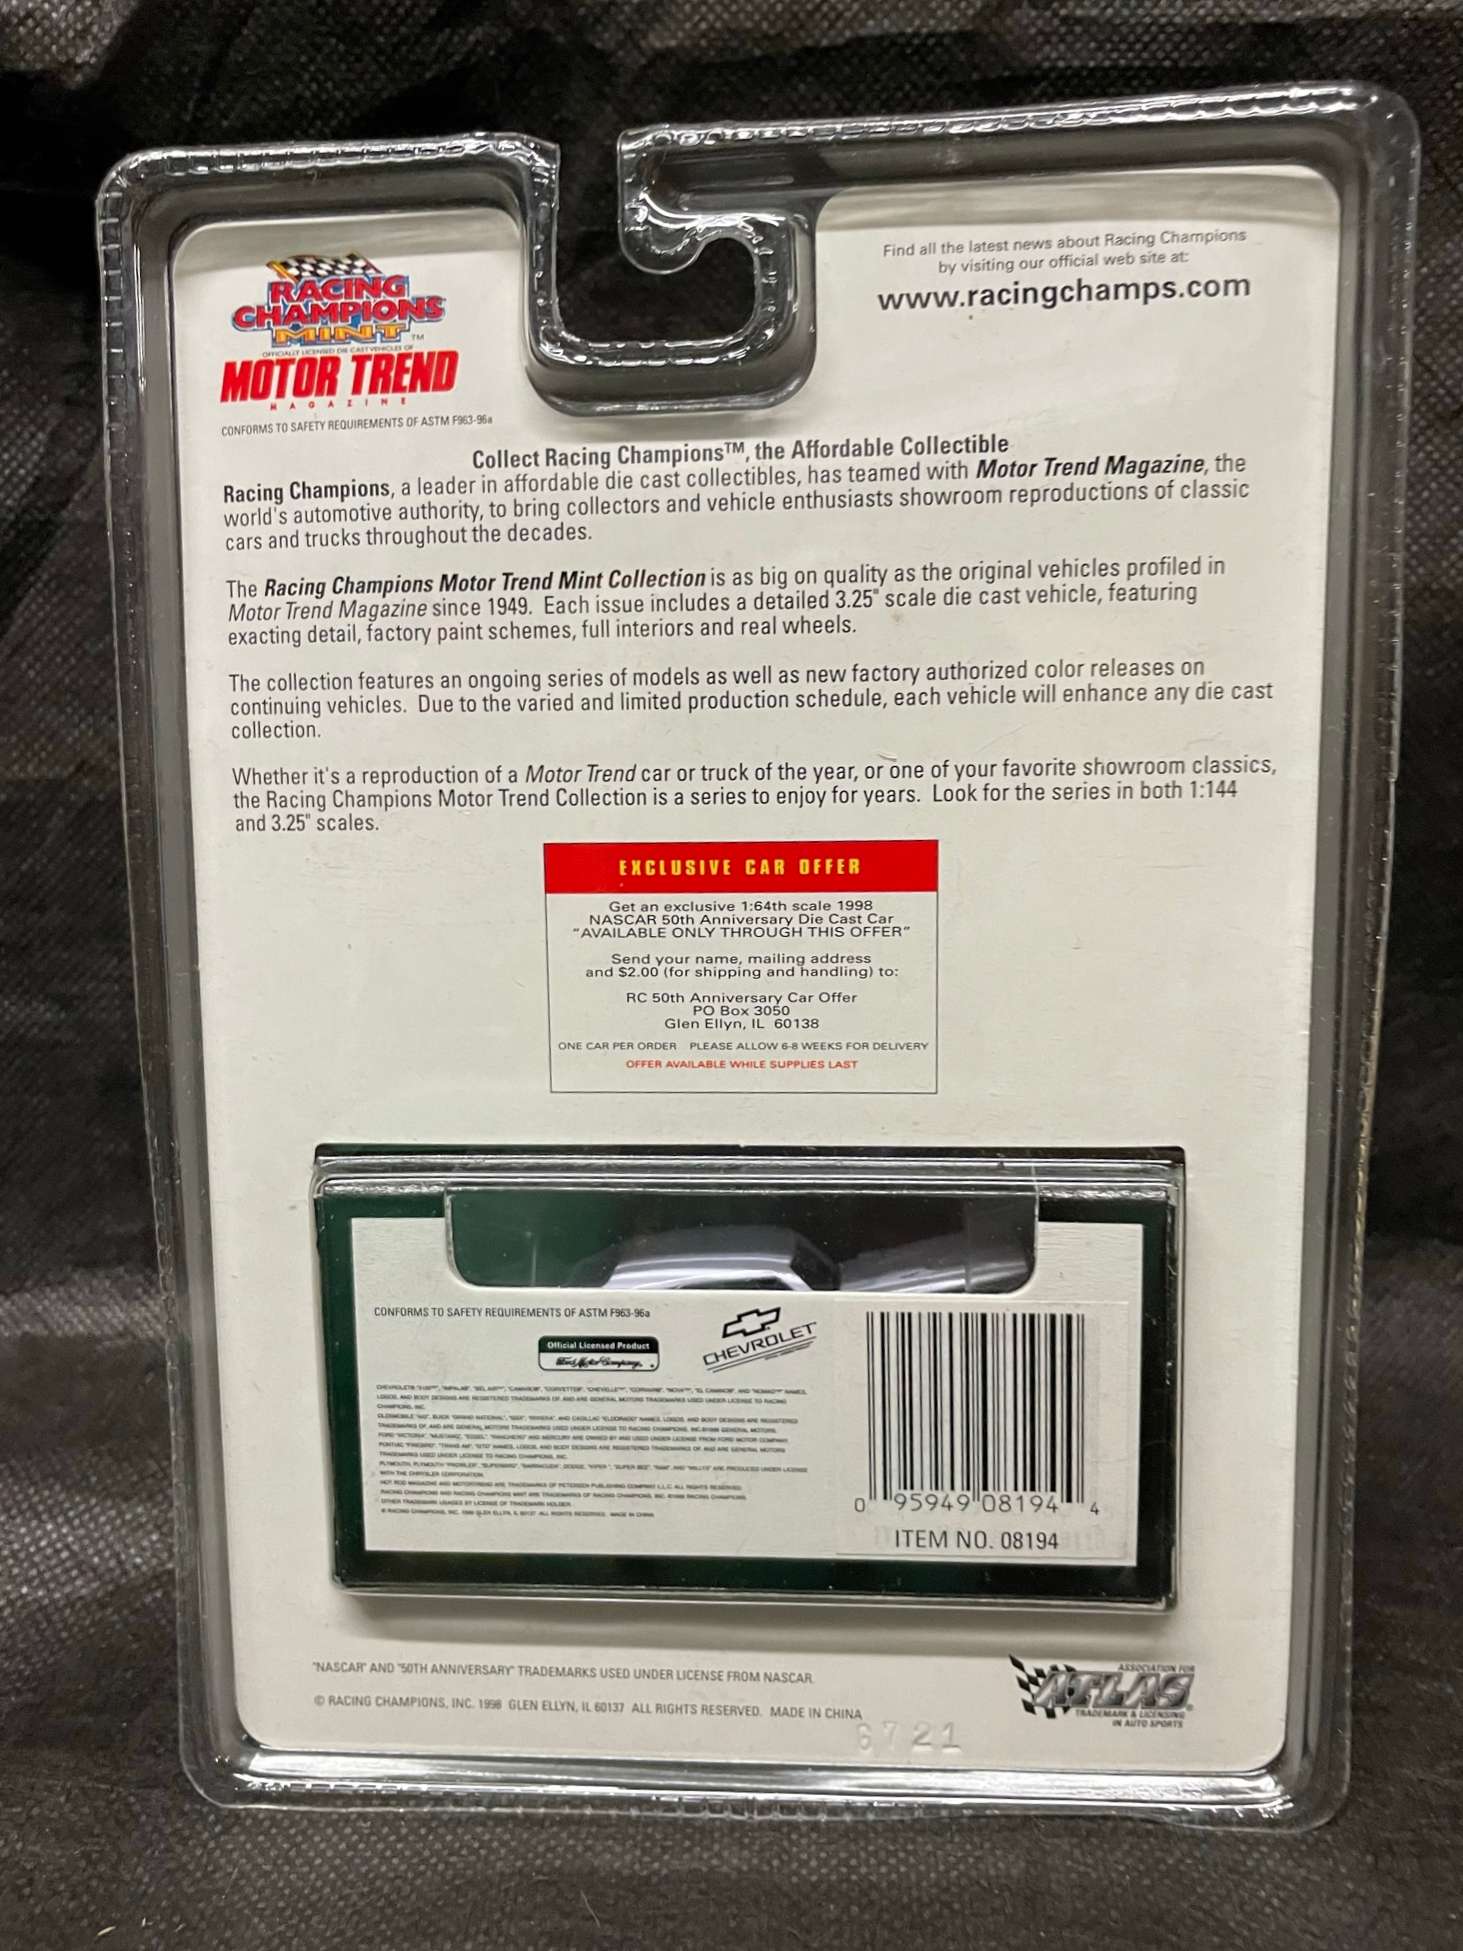 RACING
CHAMPIONS
MINT™
OFFICIALLY LICENSED DIE CAST VEHICLES OF
MOTOR TREND
MAGAZINE
CONFORMS TO SAFETY REQUIREMENTS OF ASTM F963-96a
Find all the latest news about Racing Champions
by visiting our official web site at:
www.racingchamps.com
Collect Racing Champions™, the Affordable Collectible
Racing Champions, a leader in affordable die cast collectibles, has teamed with Motor Trend Magazine, the
world's automotive authority, to bring collectors and vehicle enthusiasts showroom reproductions of classic
cars and trucks throughout the decades.
The Racing Champions Motor Trend Mint Collection is as big on quality as the original vehicles profiled in
Motor Trend Magazine since 1949. Each issue includes a detailed 3.25" scale die cast vehicle, featuring
exacting detail, factory paint schemes, full interiors and real wheels.
The collection features an ongoing series of models as well as new factory authorized color releases on
continuing vehicles. Due to the varied and limited production schedule, each vehicle will enhance any die cast
collection.
Whether it's a reproduction of a Motor Trend car or truck of the year, or one of your favorite showroom classics,
the Racing Champions Motor Trend Collection is a series to enjoy for years. Look for the series in both 1:144
and 3.25" scales.
EXCLUSIVE CAR OFFER
Get an exclusive 1:64th scale 1998
NASCAR 50th Anniversary Die Cast Car
"AVAILABLE ONLY THROUGH THIS OFFER"
Send your name, mailing address
and $2.00 (for shipping and handling) to:
RC 50th Anniversary Car Offer
PO Box 3050
Glen Ellyn, IL 60138
ONE CAR PER ORDER PLEASE ALLOW 6-8 WEEKS FOR DELIVERY
OFFER AVAILABLE WHILE SUPPLIES LAST
CONFORMS TO SAFETY REQUIREMENTS OF ASTM F963-96a
Official Licensed Product
Ford Motor Company
CHEVROLET
0 95949 08194 4
ITEM NO. 08194
"NASCAR" AND "50TH ANNIVERSARY" TRADEMARKS USED UNDER LICENSE FROM NASCAR
© RACING CHAMPIONS, INC. 1998 GLEN ELLYN, IL 60137 ALL RIGHTS RESERVED. MADE IN CHINA
6721
ASSOCIATION FOR
ATLAS®
TRADEMARK & LICENSING
IN AUTO SPORTS